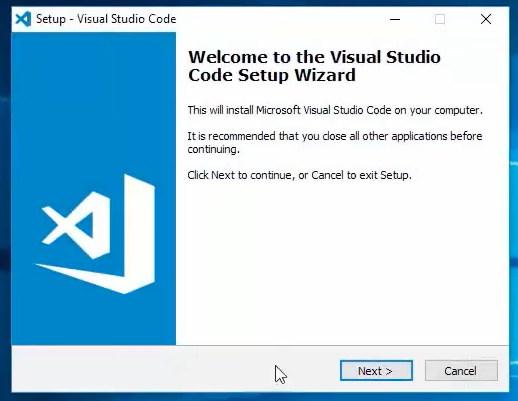 Setup - Visual Studio Code
Welcome to the Visual Studio
Code Setup Wizard
This will install Microsoft Visual Studio Code on your computer.
It is recommended that you close all other applications before
continuing.
Click Next to continue, or Cancel to exit Setup.
Next >
Cancel